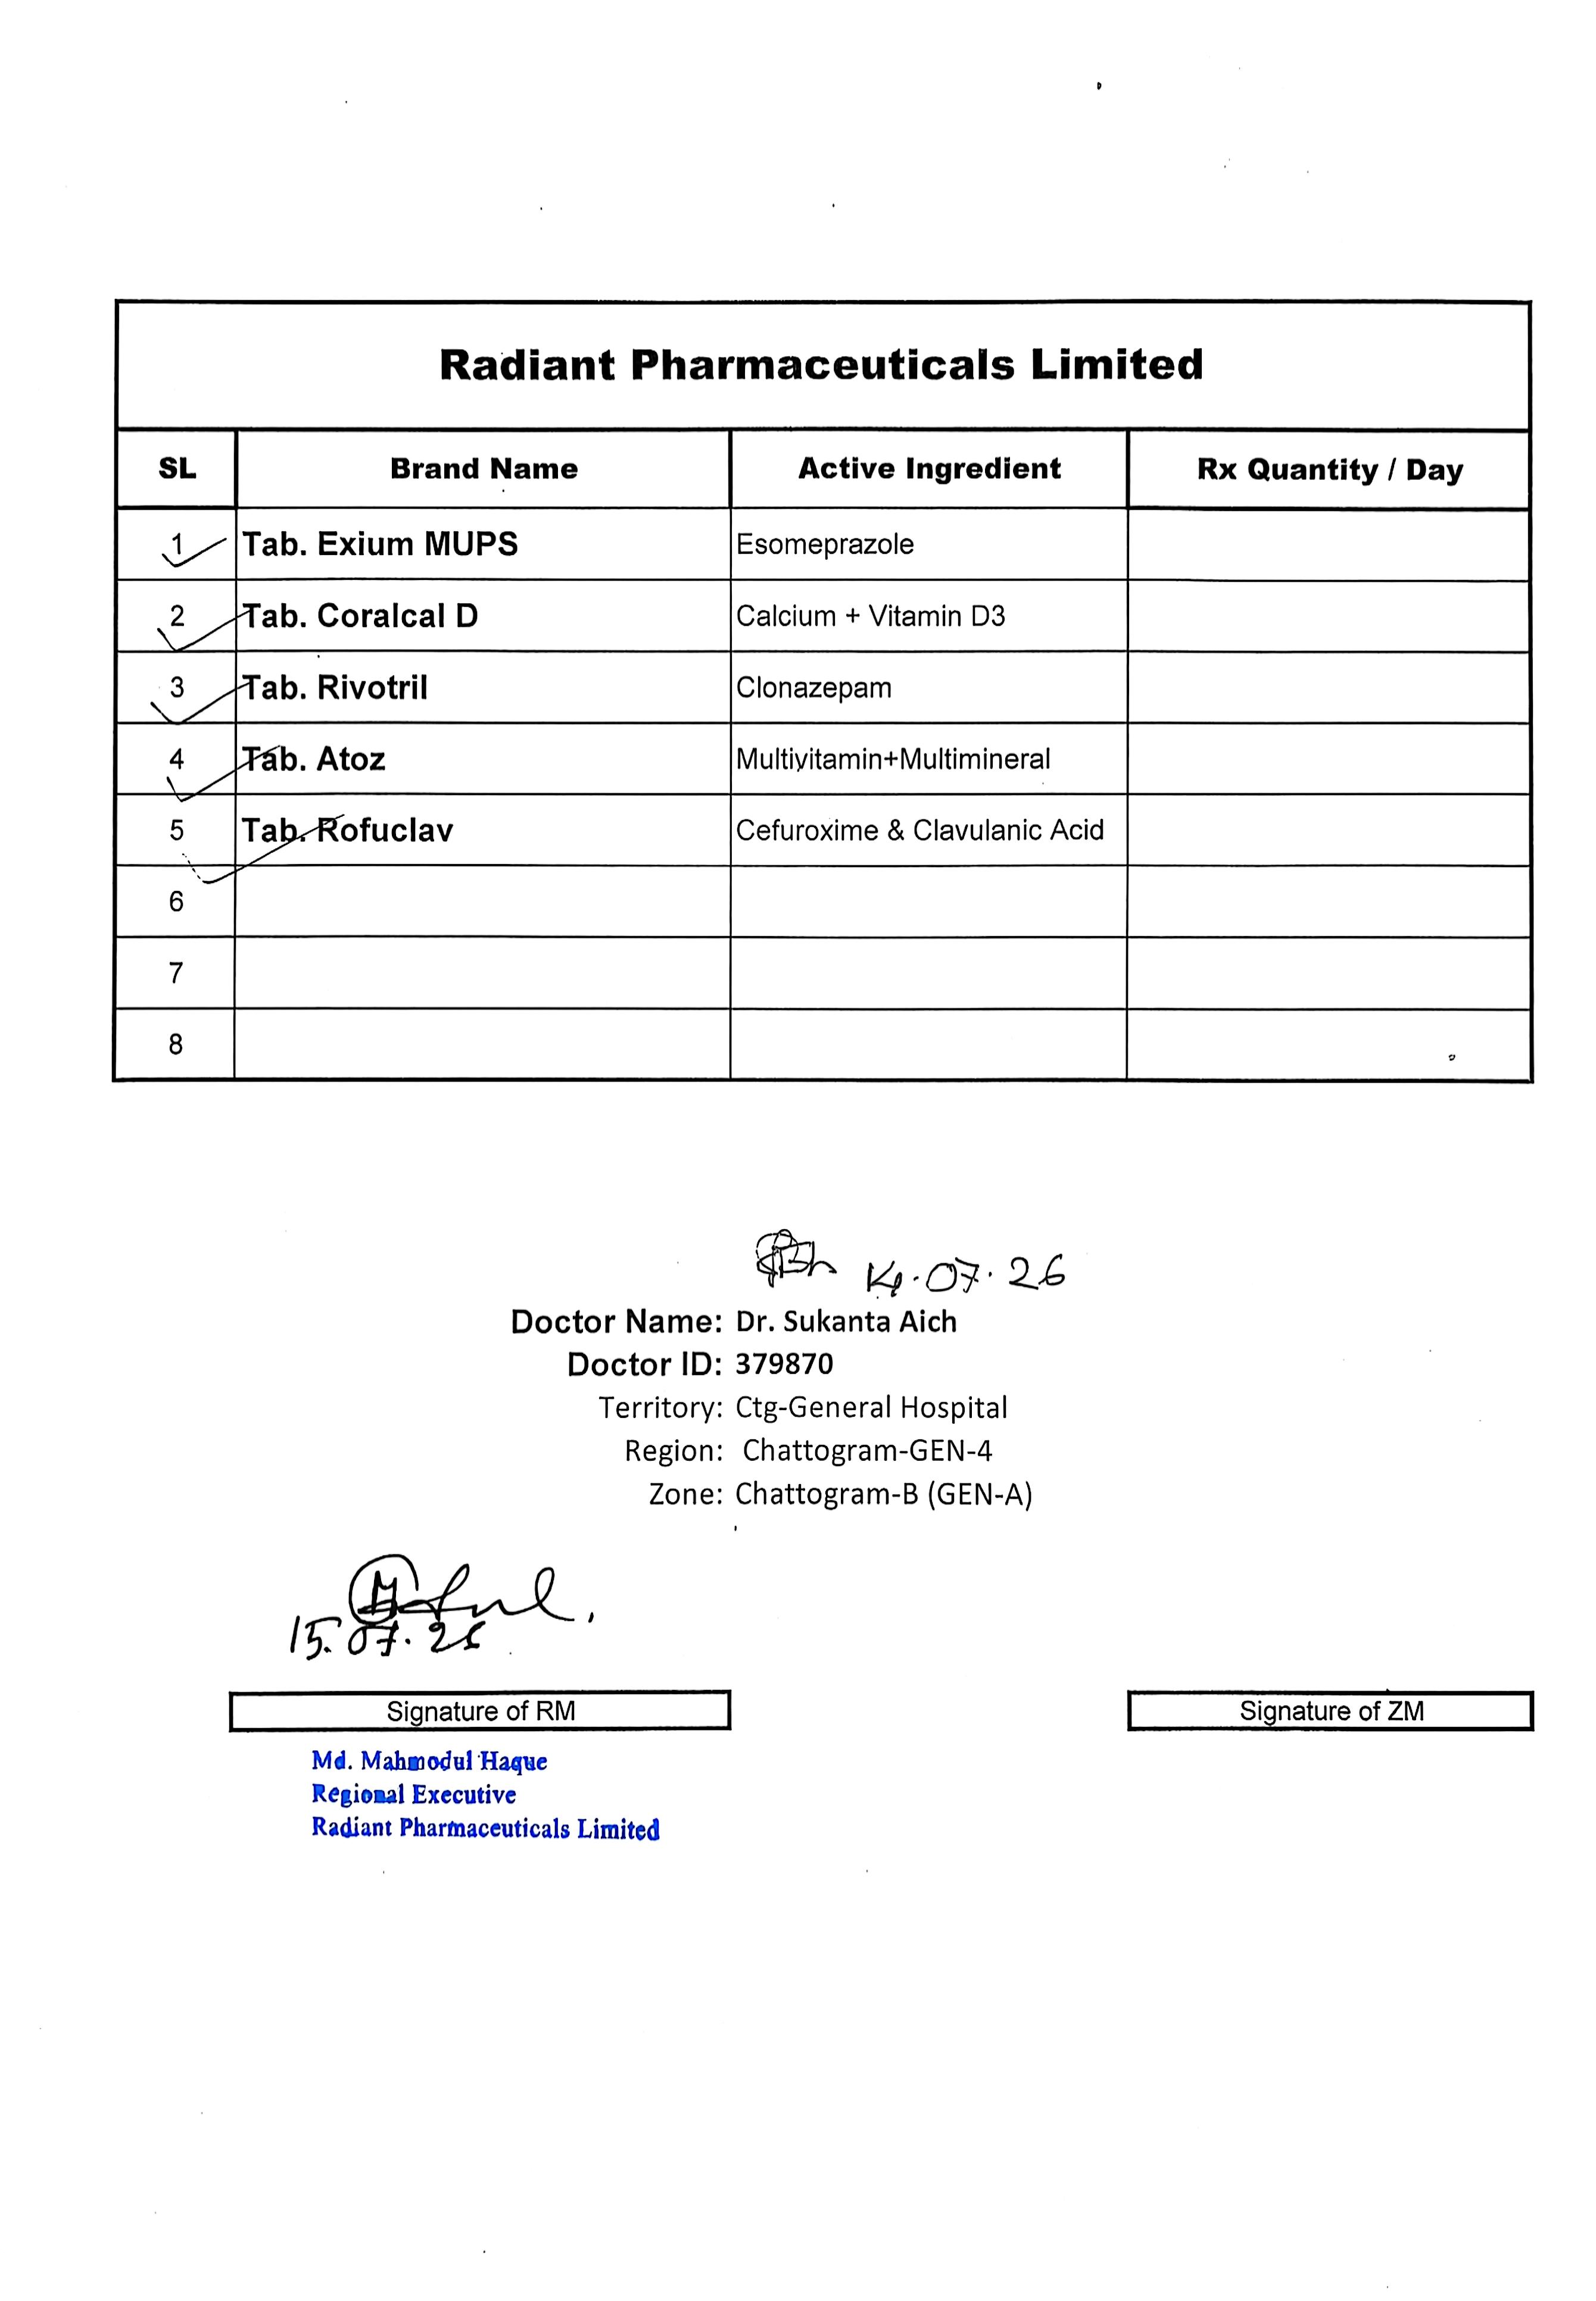 Radiant Pharmaceuticals Limited
SL Brand Name Active Ingredient Rx Quantity / Day
1 Tab. Exium MUPS Esomeprazole
2 Tab. Coralcal D Calcium + Vitamin D3
3 Tab. Rivotril Clonazepam
4 Tab. Atoz Multivitamin+Multimineral
5 Tab. Rofuclav Cefuroxime & Clavulanic Acid
6
7
8
14.07.26
Doctor Name: Dr. Sukanta Aich
Doctor ID: 379870
Territory: Ctg-General Hospital
Region: Chattogram-GEN-4
Zone: Chattogram-B (GEN-A)
15.07.26
Signature of RM Signature of ZM
Md. Mahmodul Haque
Regional Executive
Radiant Pharmaceuticals Limited